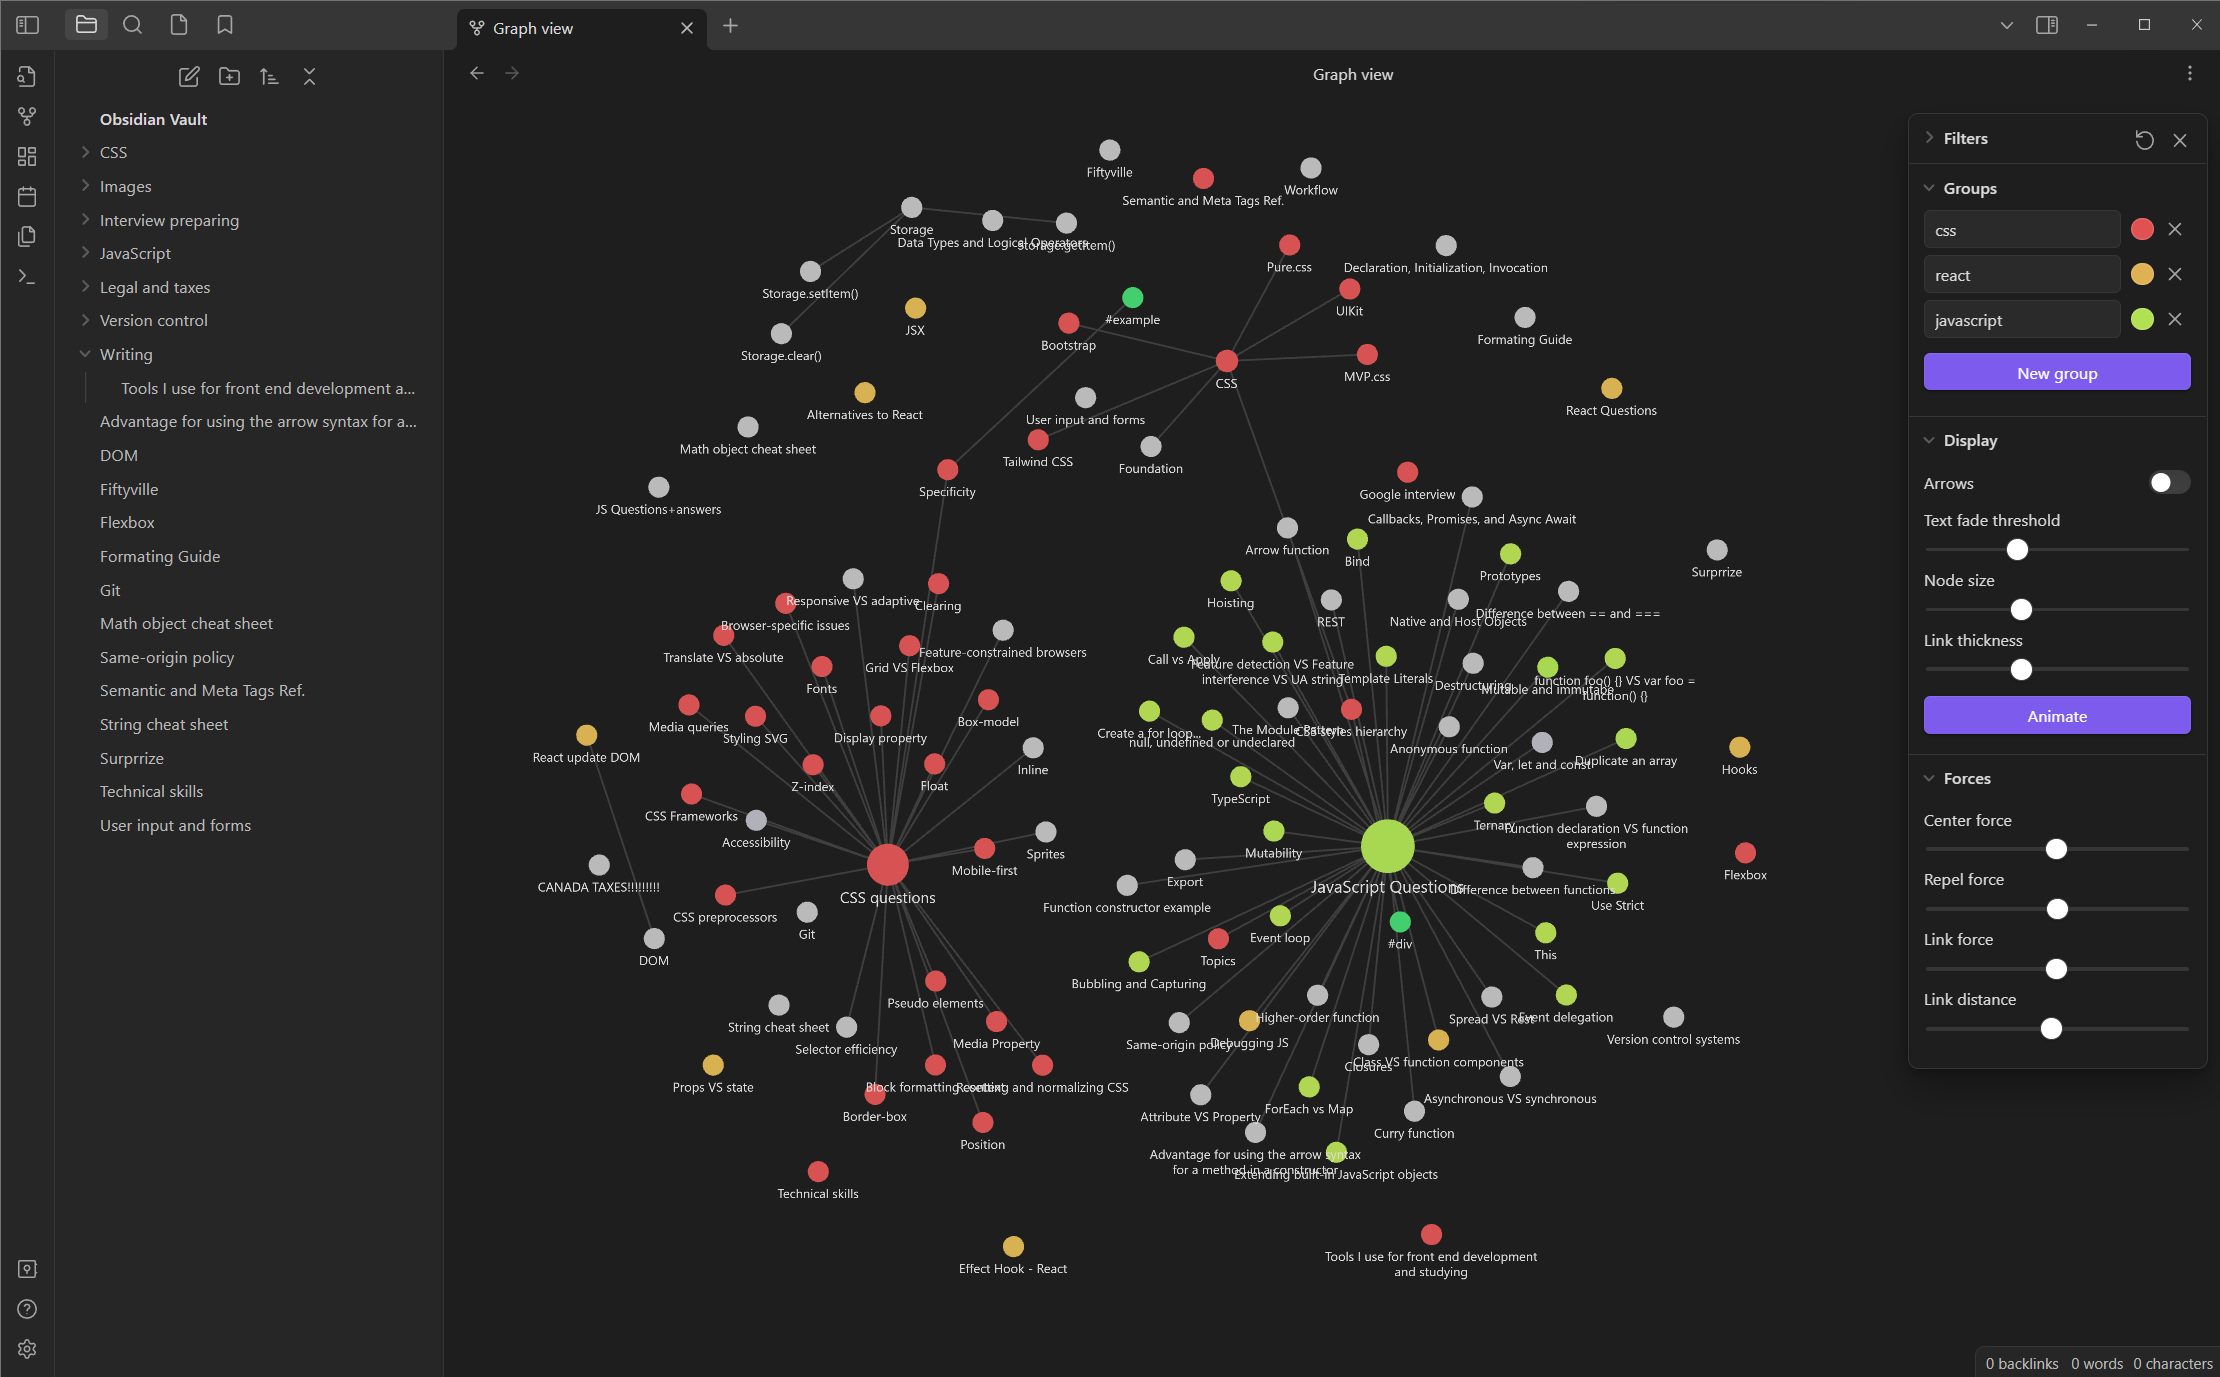 Graph view
Graph view
Obsidian Vault
CSS
Images
Interview preparing
JavaScript
Legal and taxes
Version control
Writing
Tools I use for front end development a...
Advantage for using the arrow syntax for a...
DOM
Fiftyville
Flexbox
Formating Guide
Git
Math object cheat sheet
Same-origin policy
Semantic and Meta Tags Ref.
String cheat sheet
Surprrize
Technical skills
User input and forms
Fiftyville
Workflow
Semantic and Meta Tags Ref.
Storage
Data Types and Logical Operators
Storage.getItem()
Pure.css
Declaration, Initialization, Invocation
Storage.setItem()
UIKit
#example
JSX
Formating Guide
Bootstrap
Storage.clear()
MVP.css
CSS
React Questions
Alternatives to React
User input and forms
Math object cheat sheet
Tailwind CSS
Foundation
Specificity
Google interview
JS Questions+answers
Callbacks, Promises, and Async Await
Arrow function
Bind
Surprrize
Prototypes
Responsive VS adaptive
Hoisting
Clearing
Difference between == and ===
REST
Native and Host Objects
Browser-specific issues
Feature-constrained browsers
Translate VS absolute
Call vs Apply
Feature detection VS Feature
interference VS UA string
Grid VS Flexbox
Template Literals
function foo() {} VS var foo =
function() {}
Destructuring
Fonts
Mutable and immutable
Box-model
Media queries
The Module Pattern
CSS styles hierarchy
Create a for loop...
Styling SVG
Display property
null, undefined or undeclared
Anonymous function
React update DOM
Duplicate an array
Var, let and const
Inline
Hooks
Float
Z-index
TypeScript
CSS Frameworks
Ternary
Function declaration VS function
expression
Accessibility
Mutability
Sprites
Mobile-first
Flexbox
Export
CANADA TAXES!!!!!!!!!
JavaScript Questions
Difference between functions
CSS questions
Use Strict
Function constructor example
CSS preprocessors
Git
Event loop
#div
This
DOM
Topics
Bubbling and Capturing
Pseudo elements
Higher-order function
Spread VS Rest
Event delegation
String cheat sheet
Version control systems
Media Property
Same-origin policy
Debugging JS
Selector efficiency
Class VS function components
Closures
Props VS state
Block formatting context
Resetting and normalizing CSS
Asynchronous VS synchronous
ForEach vs Map
Border-box
Attribute VS Property
Curry function
Position
Advantage for using the arrow syntax
for a method in a constructor
Extending built-in JavaScript objects
Technical skills
Tools I use for front end development
and studying
Effect Hook - React
Filters
Groups
css
react
javascript
New group
Display
Arrows
Text fade threshold
Node size
Link thickness
Animate
Forces
Center force
Repel force
Link force
Link distance
0 backlinks 0 words 0 characters